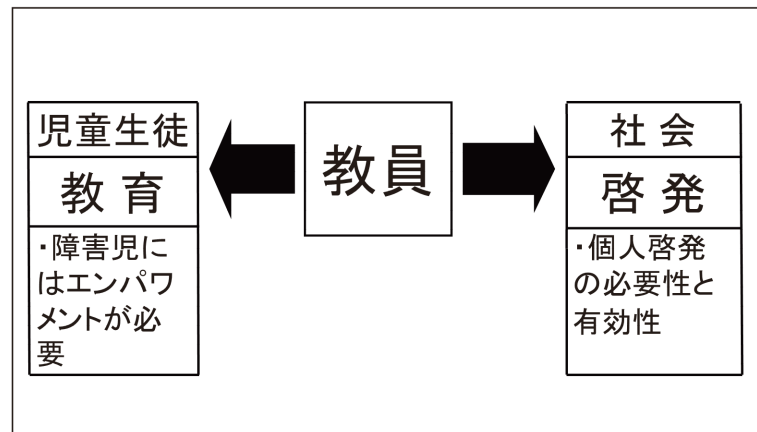 児童生徒
教育
・障害児に
はエンパワ
メントが必
要
教員
社会
啓発
・個人啓発
の必要性と
有効性